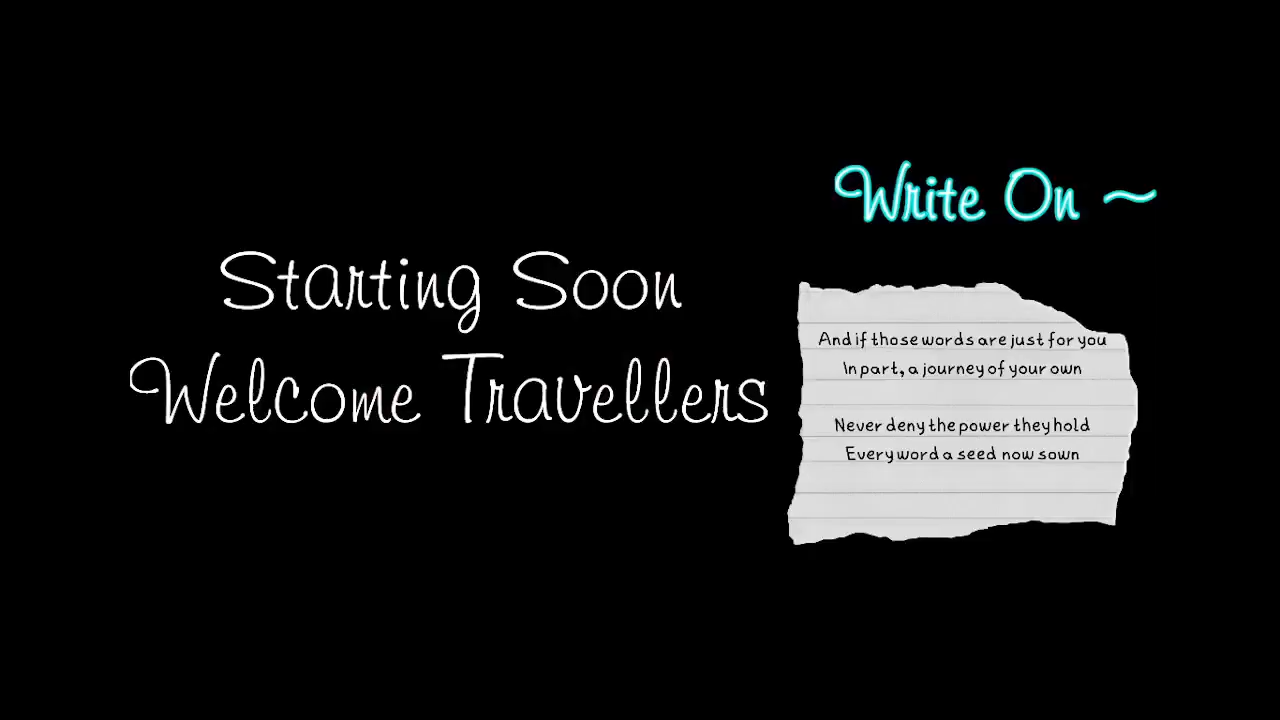 Starting Soon
Welcome Travellers
Write On ~
And if those words are just for you
In part, a journey of your own
Never deny the power they hold
Every word a seed now sown